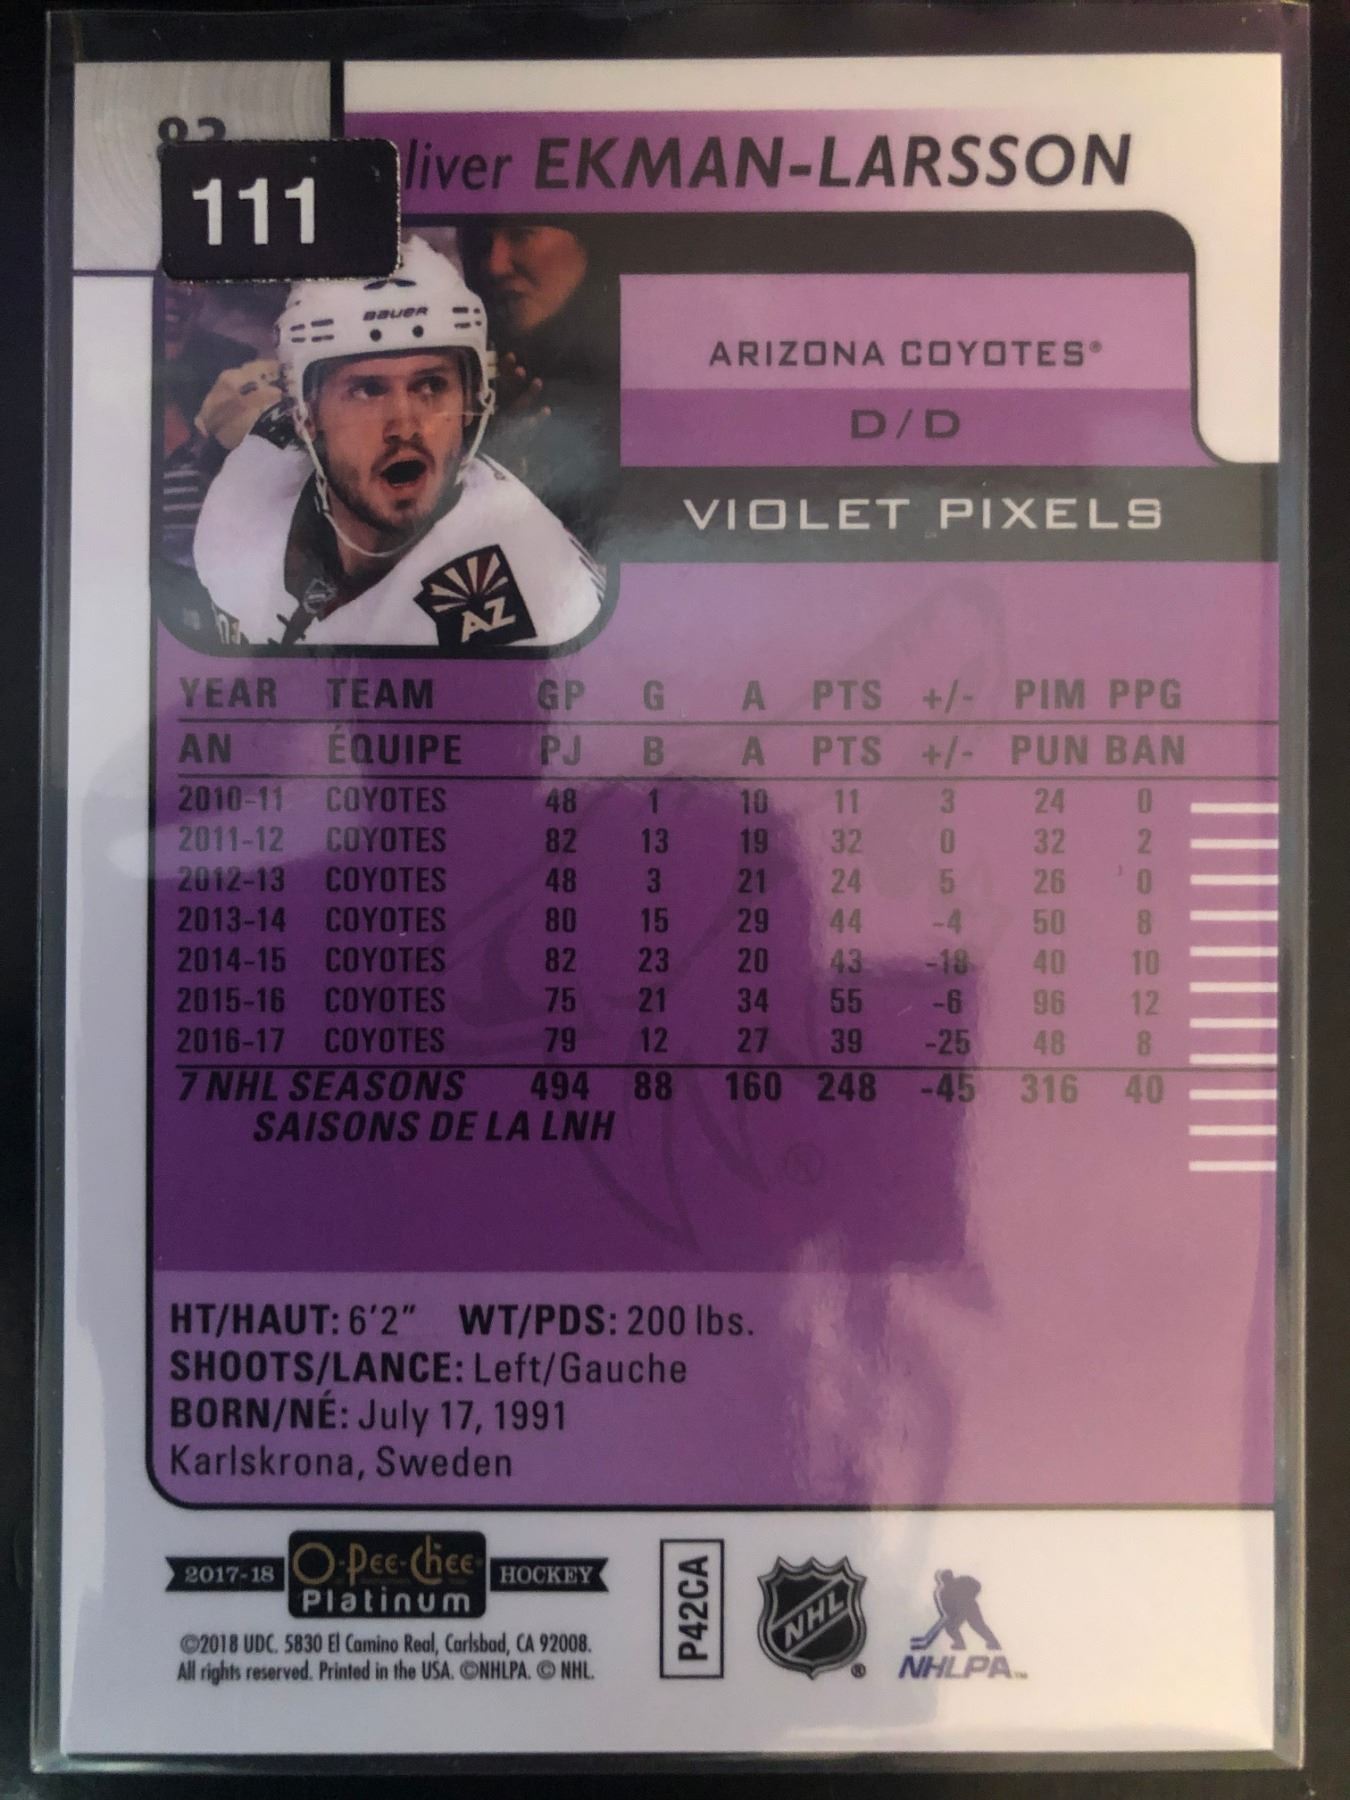 111
liver EKMAN-LARSSON
BAUER
ARIZONA COYOTES®
D/D
VIOLET PIXELS
AZ
YEAR TEAM GP G A PTS +/- PIM PPG
AN ÉQUIPE PJ B A PTS +/- PUN BAN
2010-11 COYOTES 48 1 10 11 3 24 0
2011-12 COYOTES 82 13 19 32 0 32 2
2012-13 COYOTES 48 3 21 24 5 26 0
2013-14 COYOTES 80 15 29 44 -4 50 8
2014-15 COYOTES 82 23 20 43 -18 40 10
2015-16 COYOTES 75 21 34 55 -6 96 12
2016-17 COYOTES 79 12 27 39 -25 48 8
7 NHL SEASONS 494 88 160 248 -45 316 40
SAISONS DE LA LNH
HT/HAUT: 6'2" WT/PDS: 200 lbs.
SHOOTS/LANCE: Left/Gauche
BORN/NÉ: July 17, 1991
Karlskrona, Sweden
2017-18 O-Pee-Chee Platinum HOCKEY
©2018 UDC. 5830 El Camino Real, Carlsbad, CA 92008.
All rights reserved. Printed in the USA. ©NHLPA. © NHL.
P42CA
NHL ®
NHLPA™